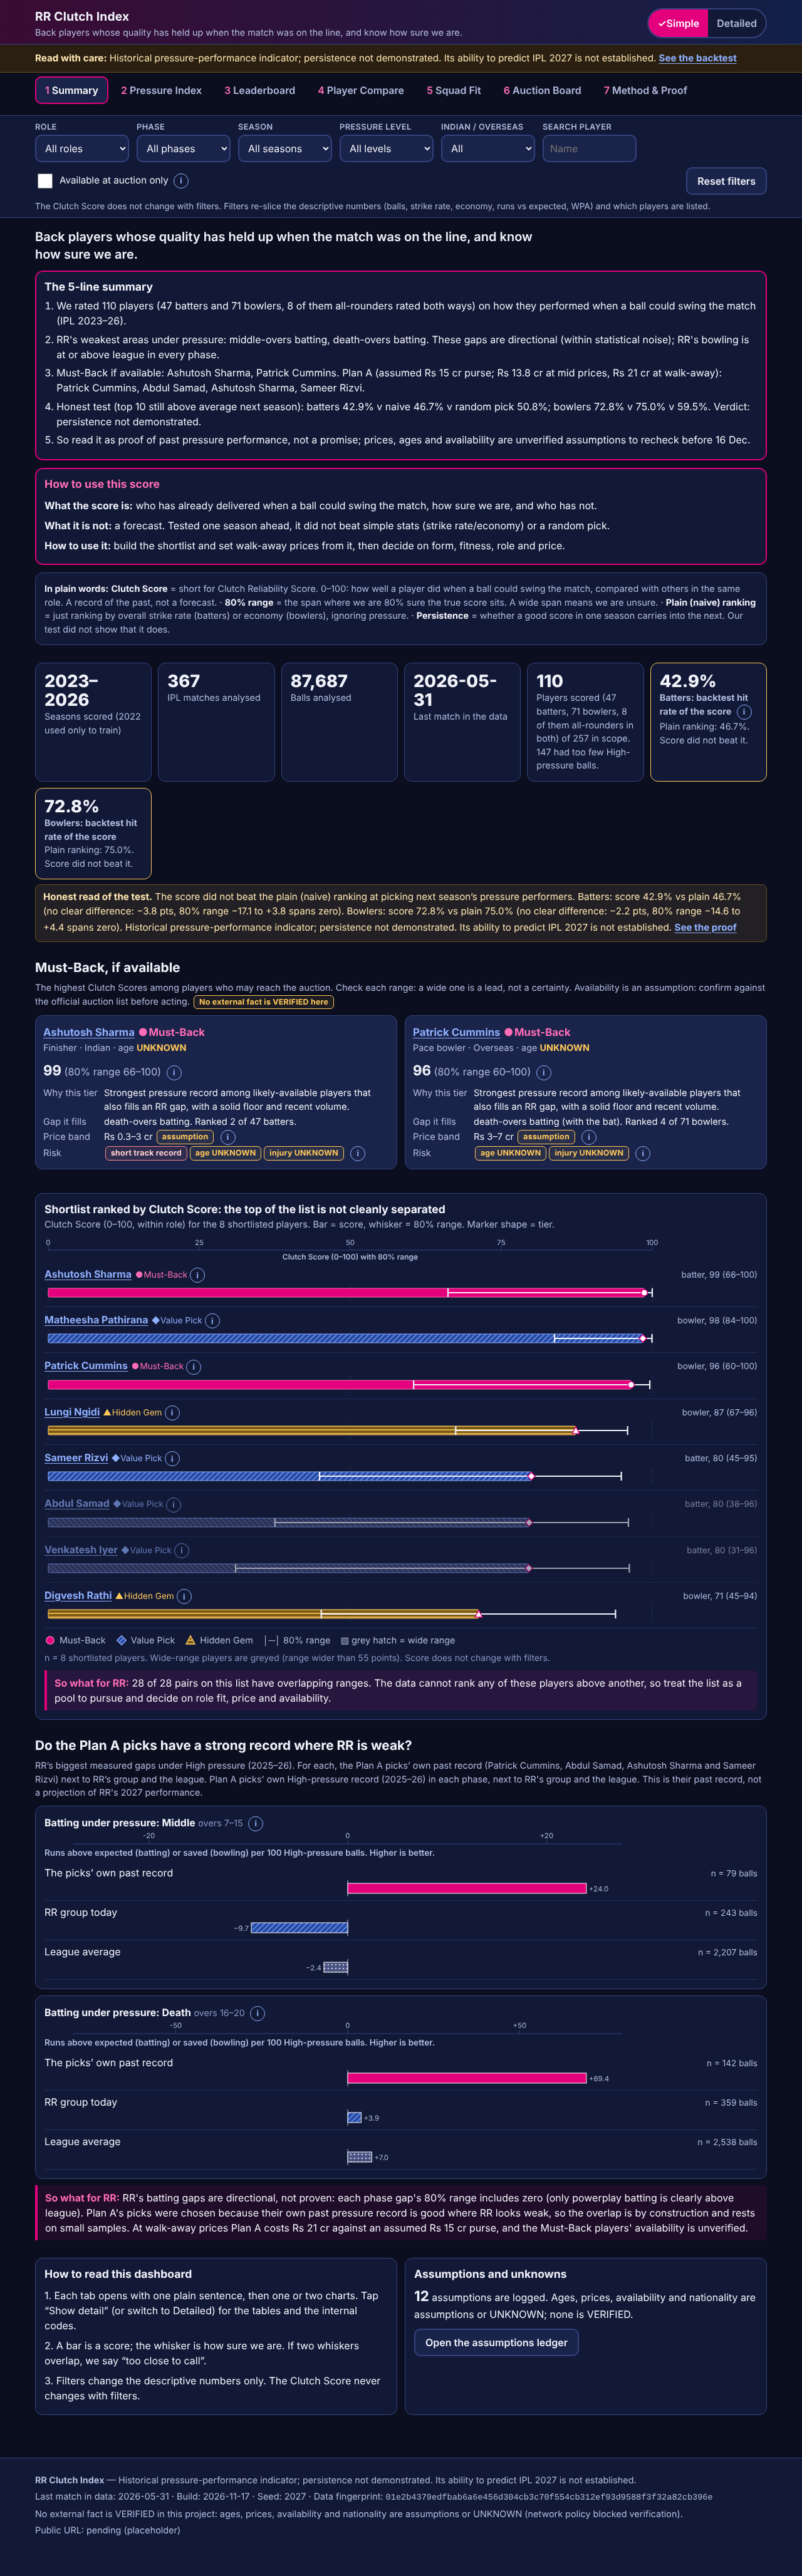 RR Clutch Index
Back players whose quality has held up when the match was on the line, and know how sure we are.
✓Simple
Detailed
Read with care: Historical pressure-performance indicator; persistence not demonstrated. Its ability to predict IPL 2027 is not established. See the backtest
1 Summary
2 Pressure Index
3 Leaderboard
4 Player Compare
5 Squad Fit
6 Auction Board
7 Method & Proof
ROLE
PHASE
SEASON
PRESSURE LEVEL
INDIAN / OVERSEAS
SEARCH PLAYER
All roles
All phases
All seasons
All levels
All
Name
Available at auction only i
Reset filters
The Clutch Score does not change with filters. Filters re-slice the descriptive numbers (balls, strike rate, economy, runs vs expected, WPA) and which players are listed.
Back players whose quality has held up when the match was on the line, and know
how sure we are.
The 5-line summary
1. We rated 110 players (47 batters and 71 bowlers, 8 of them all-rounders rated both ways) on how they performed when a ball could swing the match
(IPL 2023–26).
2. RR's weakest areas under pressure: middle-overs batting, death-overs batting. These gaps are directional (within statistical noise); RR's bowling is
at or above league in every phase.
3. Must-Back if available: Ashutosh Sharma, Patrick Cummins. Plan A (assumed Rs 15 cr purse; Rs 13.8 cr at mid prices, Rs 21 cr at walk-away):
Patrick Cummins, Abdul Samad, Ashutosh Sharma, Sameer Rizvi.
4. Honest test (top 10 still above average next season): batters 42.9% v naive 46.7% v random pick 50.8%; bowlers 72.8% v 75.0% v 59.5%. Verdict:
persistence not demonstrated.
5. So read it as proof of past pressure performance, not a promise; prices, ages and availability are unverified assumptions to recheck before 16 Dec.
How to use this score
What the score is: who has already delivered when a ball could swing the match, how sure we are, and who has not.
What it is not: a forecast. Tested one season ahead, it did not beat simple stats (strike rate/economy) or a random pick.
How to use it: build the shortlist and set walk-away prices from it, then decide on form, fitness, role and price.
In plain words: Clutch Score = short for Clutch Reliability Score. 0–100: how well a player did when a ball could swing the match, compared with others in the same
role. A record of the past, not a forecast. · 80% range = the span where we are 80% sure the true score sits. A wide span means we are unsure. · Plain (naive) ranking
= just ranking by overall strike rate (batters) or economy (bowlers), ignoring pressure. · Persistence = whether a good score in one season carries into the next. Our
test did not show that it does.
2023–
2026
Seasons scored (2022
used only to train)
367
IPL matches analysed
87,687
Balls analysed
2026-05-
31
Last match in the data
110
Players scored (47
batters, 71 bowlers, 8
of them all-rounders in
both) of 257 in scope.
147 had too few High-
pressure balls.
42.9%
Batters: backtest hit
rate of the score i
Plain ranking: 46.7%.
Score did not beat it.
72.8%
Bowlers: backtest hit
rate of the score
Plain ranking: 75.0%.
Score did not beat it.
Honest read of the test. The score did not beat the plain (naive) ranking at picking next season's pressure performers. Batters: score 42.9% vs plain 46.7%
(no clear difference: −3.8 pts, 80% range −17.1 to +3.8 spans zero). Bowlers: score 72.8% vs plain 75.0% (no clear difference: −2.2 pts, 80% range −14.6 to
+4.4 spans zero). Historical pressure-performance indicator; persistence not demonstrated. Its ability to predict IPL 2027 is not established. See the proof
Must-Back, if available
The highest Clutch Scores among players who may reach the auction. Check each range: a wide one is a lead, not a certainty. Availability is an assumption: confirm against
the official auction list before acting. No external fact is VERIFIED here
Ashutosh Sharma Must-Back
Finisher · Indian · age UNKNOWN
99 (80% range 66–100) i
Why this tier Strongest pressure record among likely-available players that
also fills an RR gap, with a solid floor and recent volume.
Gap it fills death-overs batting. Ranked 2 of 47 batters.
Price band Rs 0.3–3 cr assumption i
Risk short track record age UNKNOWN injury UNKNOWN i
Patrick Cummins Must-Back
Pace bowler · Overseas · age UNKNOWN
96 (80% range 60–100) i
Why this tier Strongest pressure record among likely-available players that
also fills an RR gap, with a solid floor and recent volume.
Gap it fills death-overs batting (with the bat). Ranked 4 of 71 bowlers.
Price band Rs 3–7 cr assumption i
Risk age UNKNOWN injury UNKNOWN i
Shortlist ranked by Clutch Score: the top of the list is not cleanly separated
Clutch Score (0–100, within role) for the 8 shortlisted players. Bar = score, whisker = 80% range. Marker shape = tier.
0 25 50 75 100
Clutch Score (0–100) with 80% range
Ashutosh Sharma Must-Back i batter, 99 (66–100)
Matheesha Pathirana Value Pick i bowler, 98 (84–100)
Patrick Cummins Must-Back i bowler, 96 (60–100)
Lungi Ngidi Hidden Gem i bowler, 87 (67–96)
Sameer Rizvi Value Pick i batter, 80 (45–95)
Abdul Samad Value Pick i batter, 80 (38–96)
Venkatesh Iyer Value Pick i batter, 80 (31–96)
Digvesh Rathi Hidden Gem i bowler, 71 (45–94)
Must-Back Value Pick Hidden Gem 80% range grey hatch = wide range
n = 8 shortlisted players. Wide-range players are greyed (range wider than 55 points). Score does not change with filters.
So what for RR: 28 of 28 pairs on this list have overlapping ranges. The data cannot rank any of these players above another, so treat the list as a
pool to pursue and decide on role fit, price and availability.
Do the Plan A picks have a strong record where RR is weak?
RR's biggest measured gaps under High pressure (2025–26). For each, the Plan A picks' own past record (Patrick Cummins, Abdul Samad, Ashutosh Sharma and Sameer
Rizvi) next to RR's group and the league. Plan A picks' own High-pressure record (2025–26) in each phase, next to RR's group and the league. This is their past record, not
a projection of RR's 2027 performance.
Batting under pressure: Middle overs 7–15 i
-20 0 +20
Runs above expected (batting) or saved (bowling) per 100 High-pressure balls. Higher is better.
The picks' own past record n = 79 balls
+24.0
RR group today n = 243 balls
−9.7
League average n = 2,207 balls
−2.4
Batting under pressure: Death overs 16–20 i
-50 0 +50
Runs above expected (batting) or saved (bowling) per 100 High-pressure balls. Higher is better.
The picks' own past record n = 142 balls
+69.4
RR group today n = 359 balls
+3.9
League average n = 2,538 balls
+7.0
So what for RR: RR's batting gaps are directional, not proven: each phase gap's 80% range includes zero (only powerplay batting is clearly above
league). Plan A's picks were chosen because their own past pressure record is good where RR looks weak, so the overlap is by construction and rests
on small samples. At walk-away prices Plan A costs Rs 21 cr against an assumed Rs 15 cr purse, and the Must-Back players' availability is unverified.
How to read this dashboard
1. Each tab opens with one plain sentence, then one or two charts. Tap
“Show detail” (or switch to Detailed) for the tables and the internal
codes.
2. A bar is a score; the whisker is how sure we are. If two whiskers
overlap, we say “too close to call”.
3. Filters change the descriptive numbers only. The Clutch Score never
changes with filters.
Assumptions and unknowns
12 assumptions are logged. Ages, prices, availability and nationality are
assumptions or UNKNOWN; none is VERIFIED.
Open the assumptions ledger
RR Clutch Index — Historical pressure-performance indicator; persistence not demonstrated. Its ability to predict IPL 2027 is not established.
Last match in data: 2026-05-31 · Build: 2026-11-17 · Seed: 2027 · Data fingerprint: 01e2b4379edfbab6a6e456d304cb3c70f554cb312ef93d9588f3f32a82cb396e
No external fact is VERIFIED in this project: ages, prices, availability and nationality are assumptions or UNKNOWN (network policy blocked verification).
Public URL: pending (placeholder)